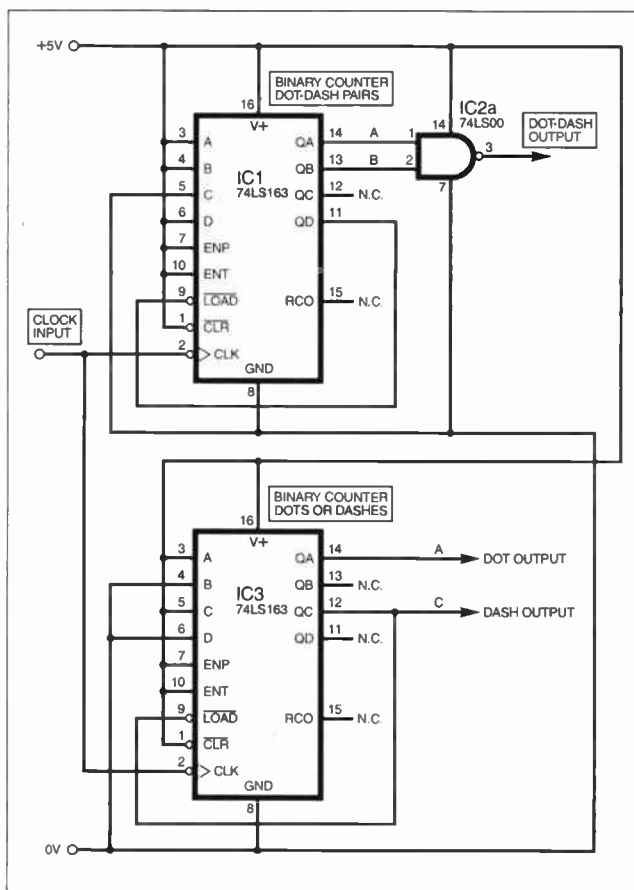 +5V
BINARY COUNTER
DOT-DASH PAIRS
16
V+
IC2a
74LS00
14
DOT-DASH
OUTPUT
3 A
QA 14 A 1
3
4 B
IC1
QB 13 B 2
5 C
74LS163
QC 12 N.C.
7
6 D
QD 11
7 ENP
10 ENT
9 LOAD
RCO 15 N.C.
1 CLR
CLOCK
INPUT
2 CLK
GND
8
BINARY COUNTER
DOTS OR DASHES
16
V+
3 A
QA 14 A DOT OUTPUT
4 B
IC3
QB 13 N.C.
5 C
74LS163
QC 12 C DASH OUTPUT
6 D
QD 11 N.C.
7 ENP
10 ENT
9 LOAD
RCO 15 N.C.
1 CLR
2 CLK
GND
8
0V